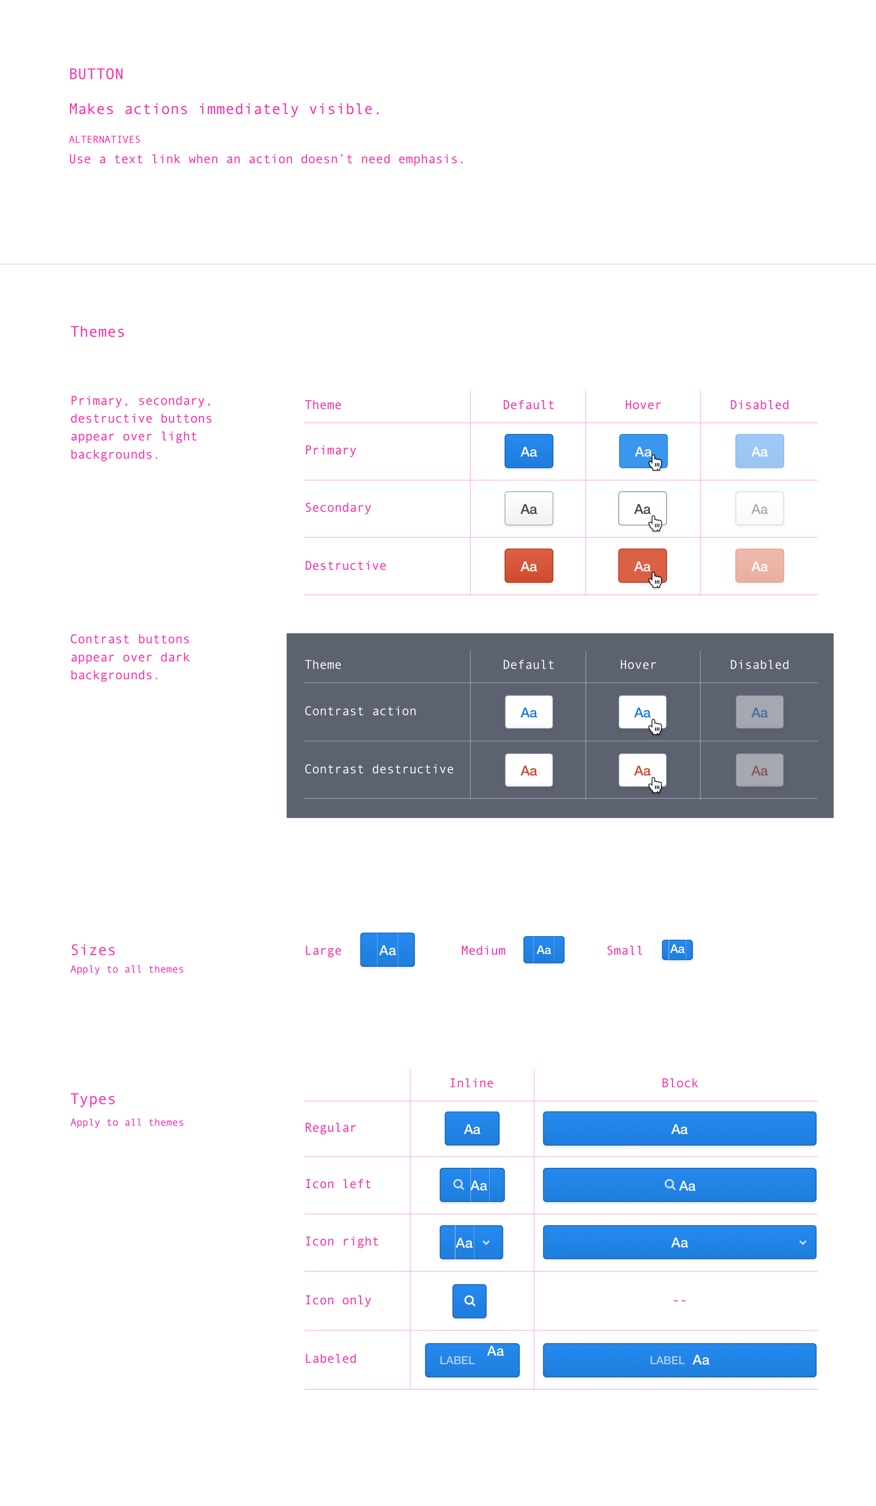 BUTTON
Makes actions immediately visible.
ALTERNATIVES
Use a text link when an action doesn't need emphasis.
Themes
Primary, secondary,
destructive buttons
appear over light
backgrounds.
Theme Default Hover Disabled
Primary Aa Aa Aa
Secondary Aa Aa Aa
Destructive Aa Aa Aa
Contrast buttons
appear over dark
backgrounds.
Theme Default Hover Disabled
Contrast action Aa Aa Aa
Contrast destructive Aa Aa Aa
Sizes
Apply to all themes
Large Aa Medium Aa Small Aa
Types
Apply to all themes
Inline Block
Regular Aa Aa
Icon left Aa Aa
Icon right Aa Aa
Icon only --
Labeled LABEL Aa LABEL Aa